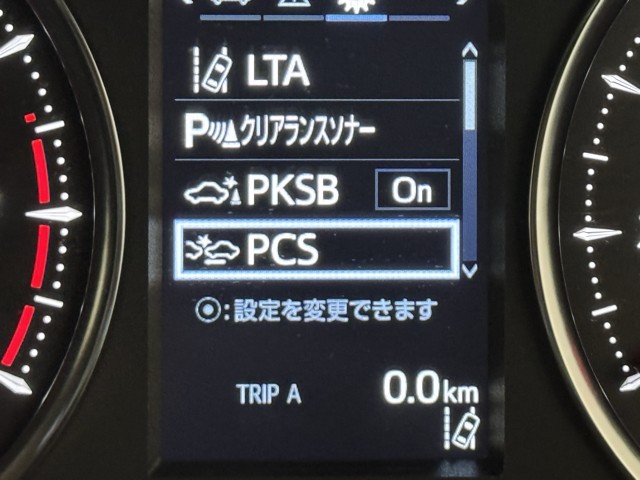 LTA
P クリアランスソナー
PKSB On
PCS
:設定を変更できます
TRIP A 0.0km